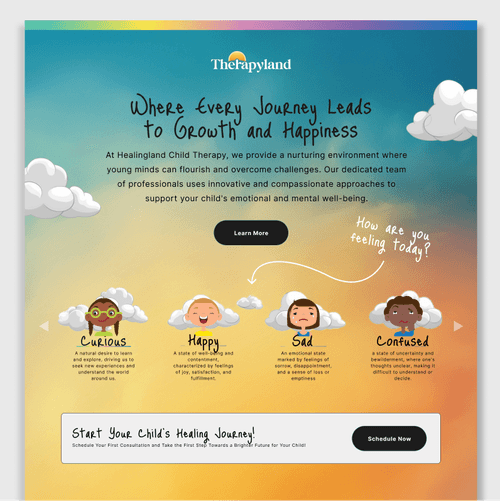 Therapyland
Where Every Journey Leads
to Growth and Happiness
At Healingland Child Therapy, we provide a nurturing environment where
young minds can flourish and overcome challenges. Our dedicated team
of professionals uses innovative and compassionate approaches to
support your child's emotional and mental well-being.
Learn More
How are you
feeling today?
Curious
A natural desire to learn
and explore, driving us to
seek new experiences and
understand the world
around us.
Happy
A state of well-being and
contentment,
characterized by feelings
of joy, satisfaction, and
fulfillment.
Sad
An emotional state
marked by feelings of
sorrow, disappointment,
and a sense of loss or
emptiness
Confused
a state of uncertainty and
bewilderment, where one's
thoughts unclear, making it
difficult to understand or
decide.
Start Your Child's Healing Journey!
Schedule Your First Consultation and Take the First Step Towards a Brighter Future for Your Child!
Schedule Now